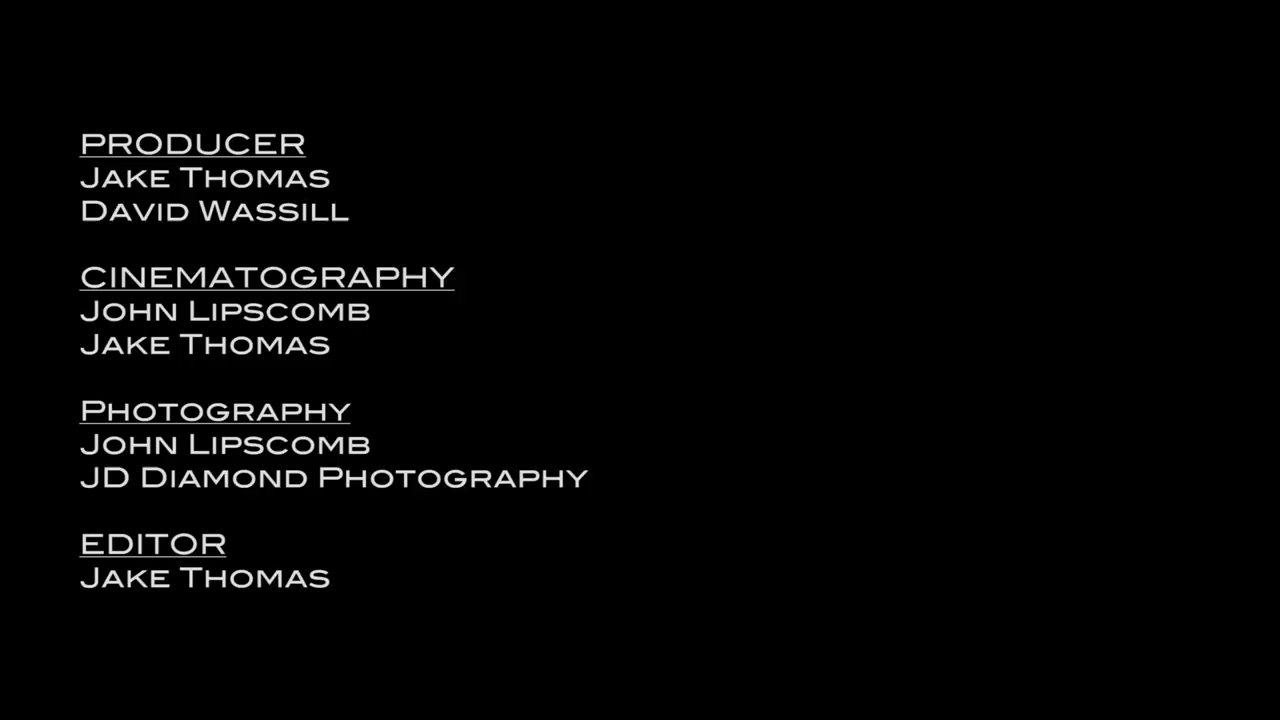 PRODUCER
Jake Thomas
David Wassill
CINEMATOGRAPHY
John Lipscomb
Jake Thomas
Photography
John Lipscomb
JD Diamond Photography
EDITOR
Jake Thomas